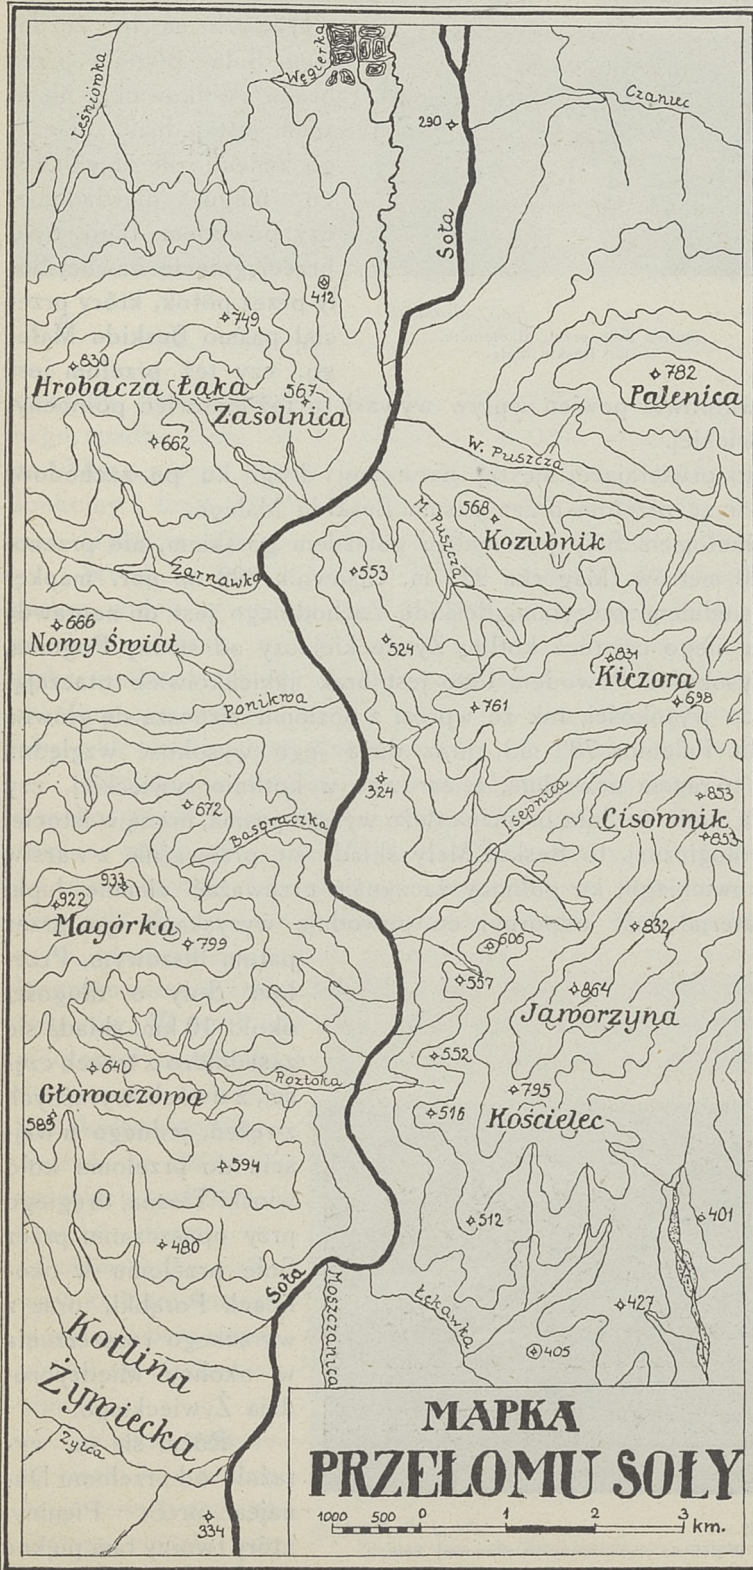 Węgierka
Leśniówka
Czaniec
290
Soła
412
749
830
782
Hrobacza Łąka
567
Palenica
Zasolnica
662
W. Puszcza
568
M. Puszcza
Kozubnik
Żarnawka
553
666
524
Nowy Świat
831
Kiczora
Ponikwa
761
698
324
853
672
Isepnica
Basgraczka
Cisownik
853
933
922
Magórka
832
799
606
557
864
Jaworzyna
552
640
Roztoka
795
Głowaczowa
516
Kościelec
585
594
401
512
480
Soła
Moszczanica
Łękawka
427
Kotlina
Żywiecka
405
Żylca
334
MAPKA
PRZEŁOMU SOŁY
1000 500 0 1 2 3 km.